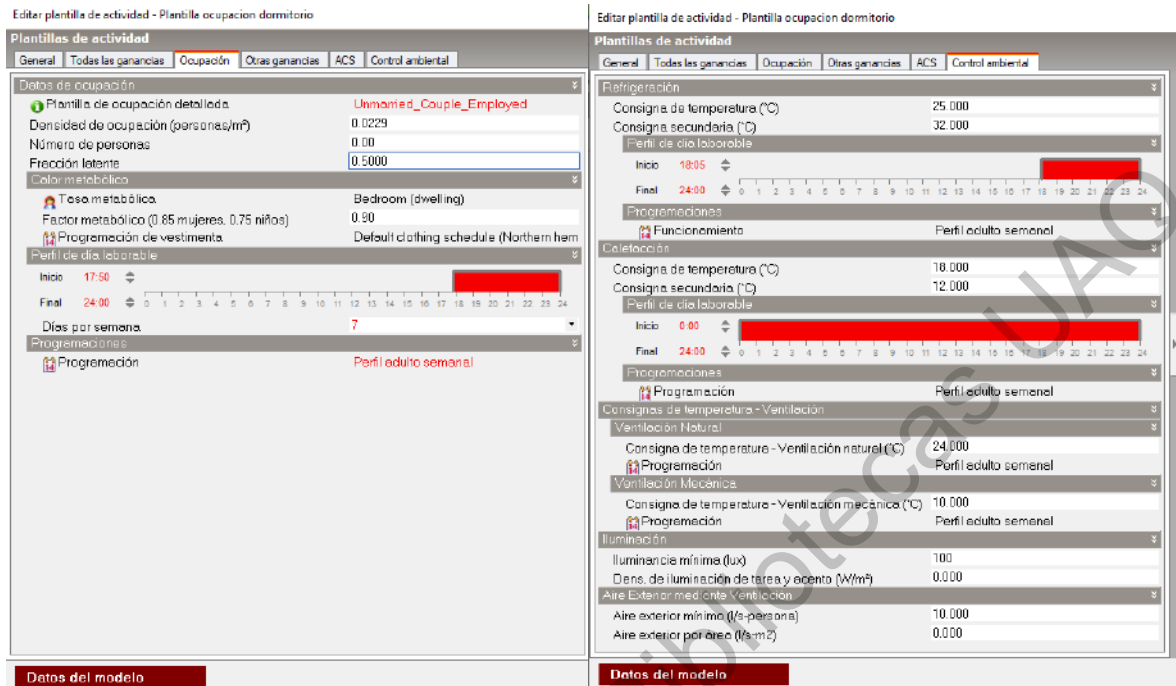 Editar plantilla de actividad - Plantilla ocupacion dormitorio
Plantillas de actividad
General Todas las ganancias Ocupación Otras ganancias ACS Control ambiental
Datos de ocupación
Plantilla de ocupación detallada Unmarried_Couple_Employed
Densidad de ocupación (personas/m²) 0.0229
Número de personas 0.00
Fracción latente 0.5000
Calor metabólico
Tasa metabólica Bedroom (dwelling)
Factor metabólico (0.85 mujeres, 0.75 niños) 0.90
Programación de vestimenta Default clothing schedule (Northern hem
Perfil de día laborable
Inicio 17:50
Final 24:00 0 1 2 3 4 5 6 7 8 9 10 11 12 13 14 15 16 17 18 19 20 21 22 23 24
Días por semana 7
Programaciones
Programación Perfil adulto semanal
Datos del modelo
Editar plantilla de actividad - Plantilla ocupacion dormitorio
Plantillas de actividad
General Todas las ganancias Ocupación Otras ganancias ACS Control ambiental
Refrigeración
Consigna de temperatura (°C) 25.000
Consigna secundaria (°C) 32.000
Perfil de día laborable
Inicio 18:05
Final 24:00 0 1 2 3 4 5 6 7 8 9 10 11 12 13 14 15 16 17 18 19 20 21 22 23 24
Programaciones
Funcionamiento Perfil adulto semanal
Calefacción
Consigna de temperatura (°C) 18.000
Consigna secundaria (°C) 12.000
Perfil de día laborable
Inicio 0:00
Final 24:00 0 1 2 3 4 5 6 7 8 9 10 11 12 13 14 15 16 17 18 19 20 21 22 23 24
Programaciones
Programación Perfil adulto semanal
Consignas de temperatura - Ventilación
Ventilación Natural
Consigna de temperatura - Ventilación natural (°C) 24.000
Programación Perfil adulto semanal
Ventilación Mecánica
Consigna de temperatura - Ventilación mecánica (°C) 10.000
Programación Perfil adulto semanal
Iluminación
Iluminancia mínima (lux) 100
Dens. de iluminación de tarea y acento (W/m²) 0.000
Aire Exterior mediante Ventilación
Aire exterior mínimo (l/s-persona) 10.000
Aire exterior por área (l/s-m2) 0.000
Datos del modelo
bliotecas UAQ